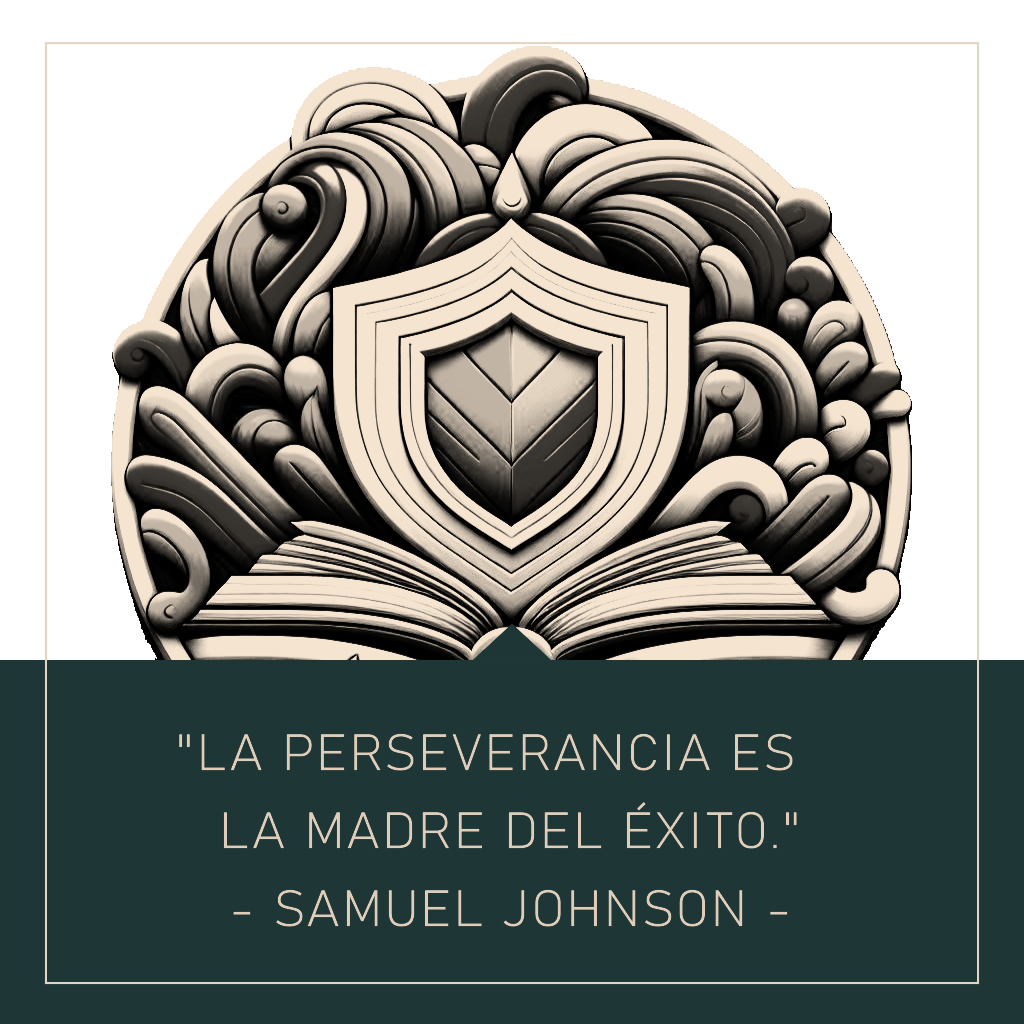 "LA PERSEVERANCIA ES
LA MADRE DEL ÉXITO."
- SAMUEL JOHNSON -